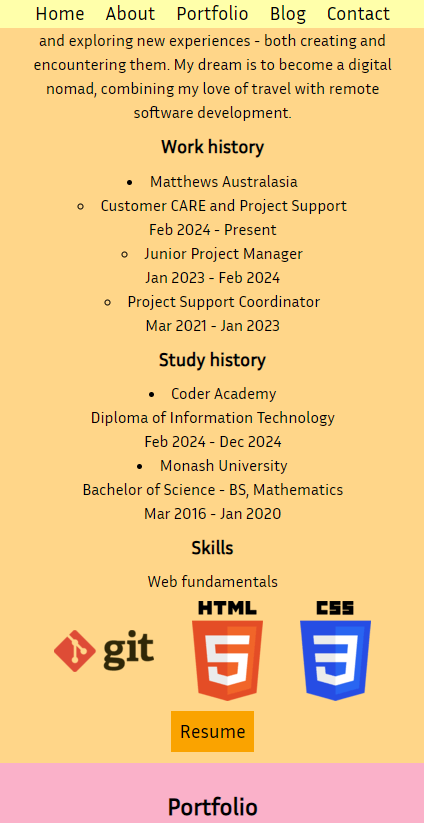 Home About Portfolio Blog Contact
and exploring new experiences - both creating and
encountering them. My dream is to become a digital
nomad, combining my love of travel with remote
software development.
Work history
• Matthews Australasia
◦ Customer CARE and Project Support
Feb 2024 - Present
◦ Junior Project Manager
Jan 2023 - Feb 2024
◦ Project Support Coordinator
Mar 2021 - Jan 2023
Study history
• Coder Academy
Diploma of Information Technology
Feb 2024 - Dec 2024
• Monash University
Bachelor of Science - BS, Mathematics
Mar 2016 - Jan 2020
Skills
Web fundamentals
git HTML 5 CSS 3
Resume
Portfolio